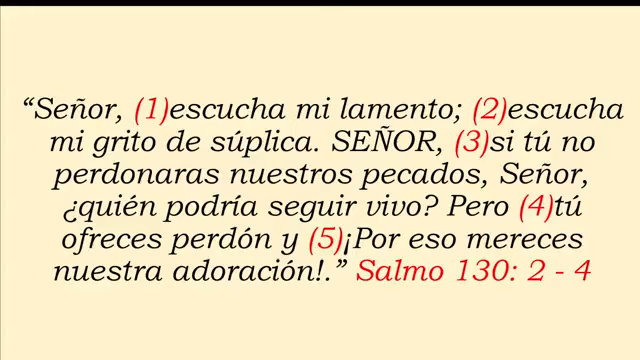 “Señor, (1)escucha mi lamento; (2)escucha
mi grito de súplica. SEÑOR, (3)si tú no
perdonaras nuestros pecados, Señor,
¿quién podría seguir vivo? Pero (4)tú
ofreces perdón y (5)¡Por eso mereces
nuestra adoración!.” Salmo 130: 2 - 4